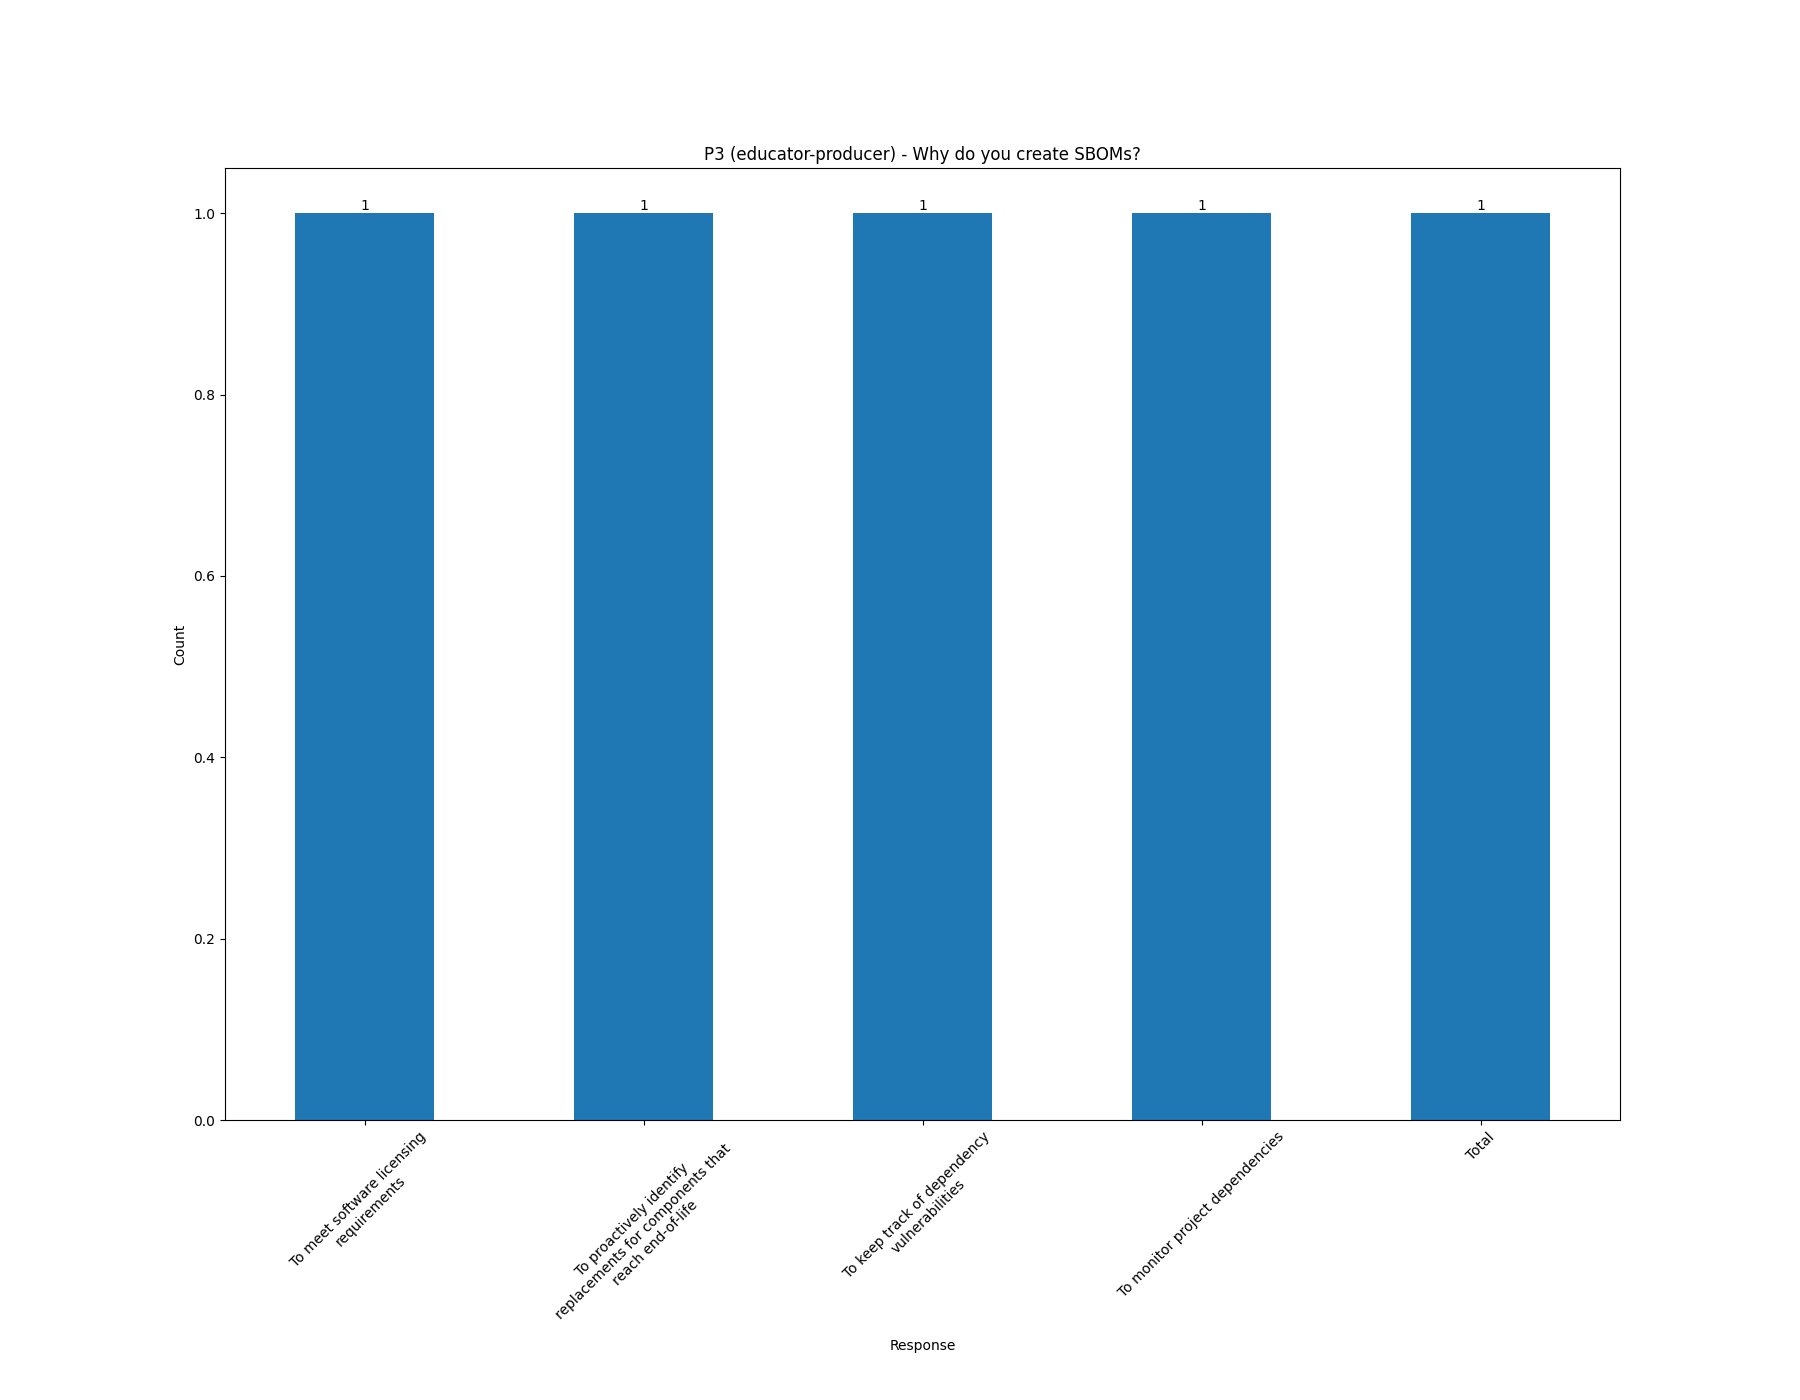 P3 (educator-producer) - Why do you create SBOMs?
1
1
1
1
1
1.0
0.8
0.6
0.4
0.2
0.0
Count
To meet software licensing
requirements
To proactively identify
replacements for components that
reach end-of-life
To keep track of dependency
vulnerabilities
To monitor project dependencies
Total
Response